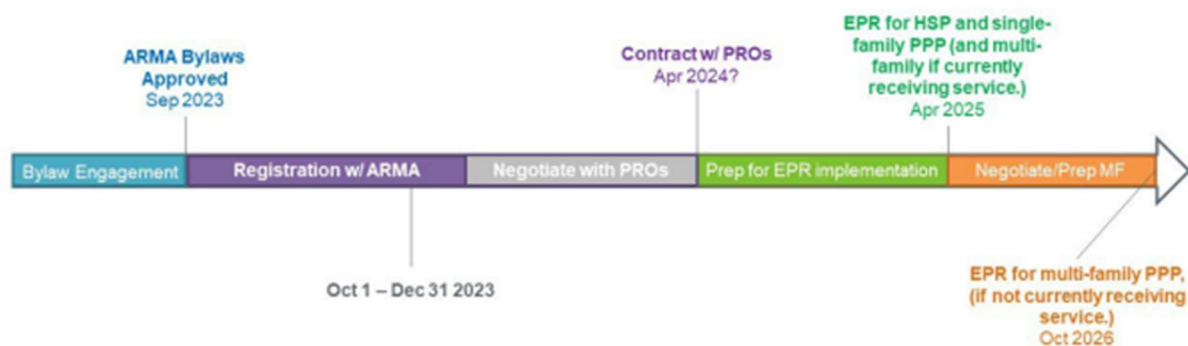 ARMA Bylaws
Approved
Sep 2023
Contract w/ PROs
Apr 2024?
EPR for HSP and single-
family PPP (and multi-
family if currently
receiving service.)
Apr 2025
Bylaw Engagement
Registration w/ ARMA
Negotiate with PROs
Prep for EPR implementation
Negotiate/Prep MF
Oct 1 – Dec 31 2023
EPR for multi-family PPP,
(if not currently receiving
service.)
Oct 2026